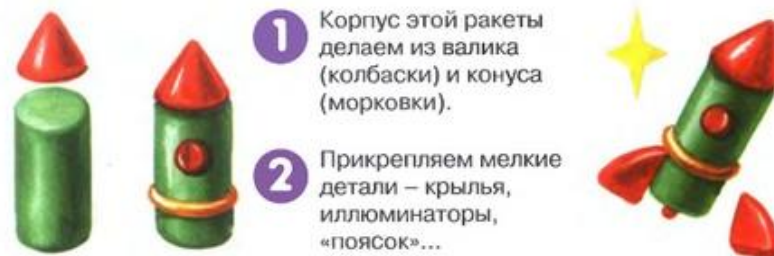 1 Корпус этой ракеты
делаем из валика
(колбаски) и конуса
(морковки).
2 Прикрепляем мелкие
детали – крылья,
иллюминаторы,
«поясок»...